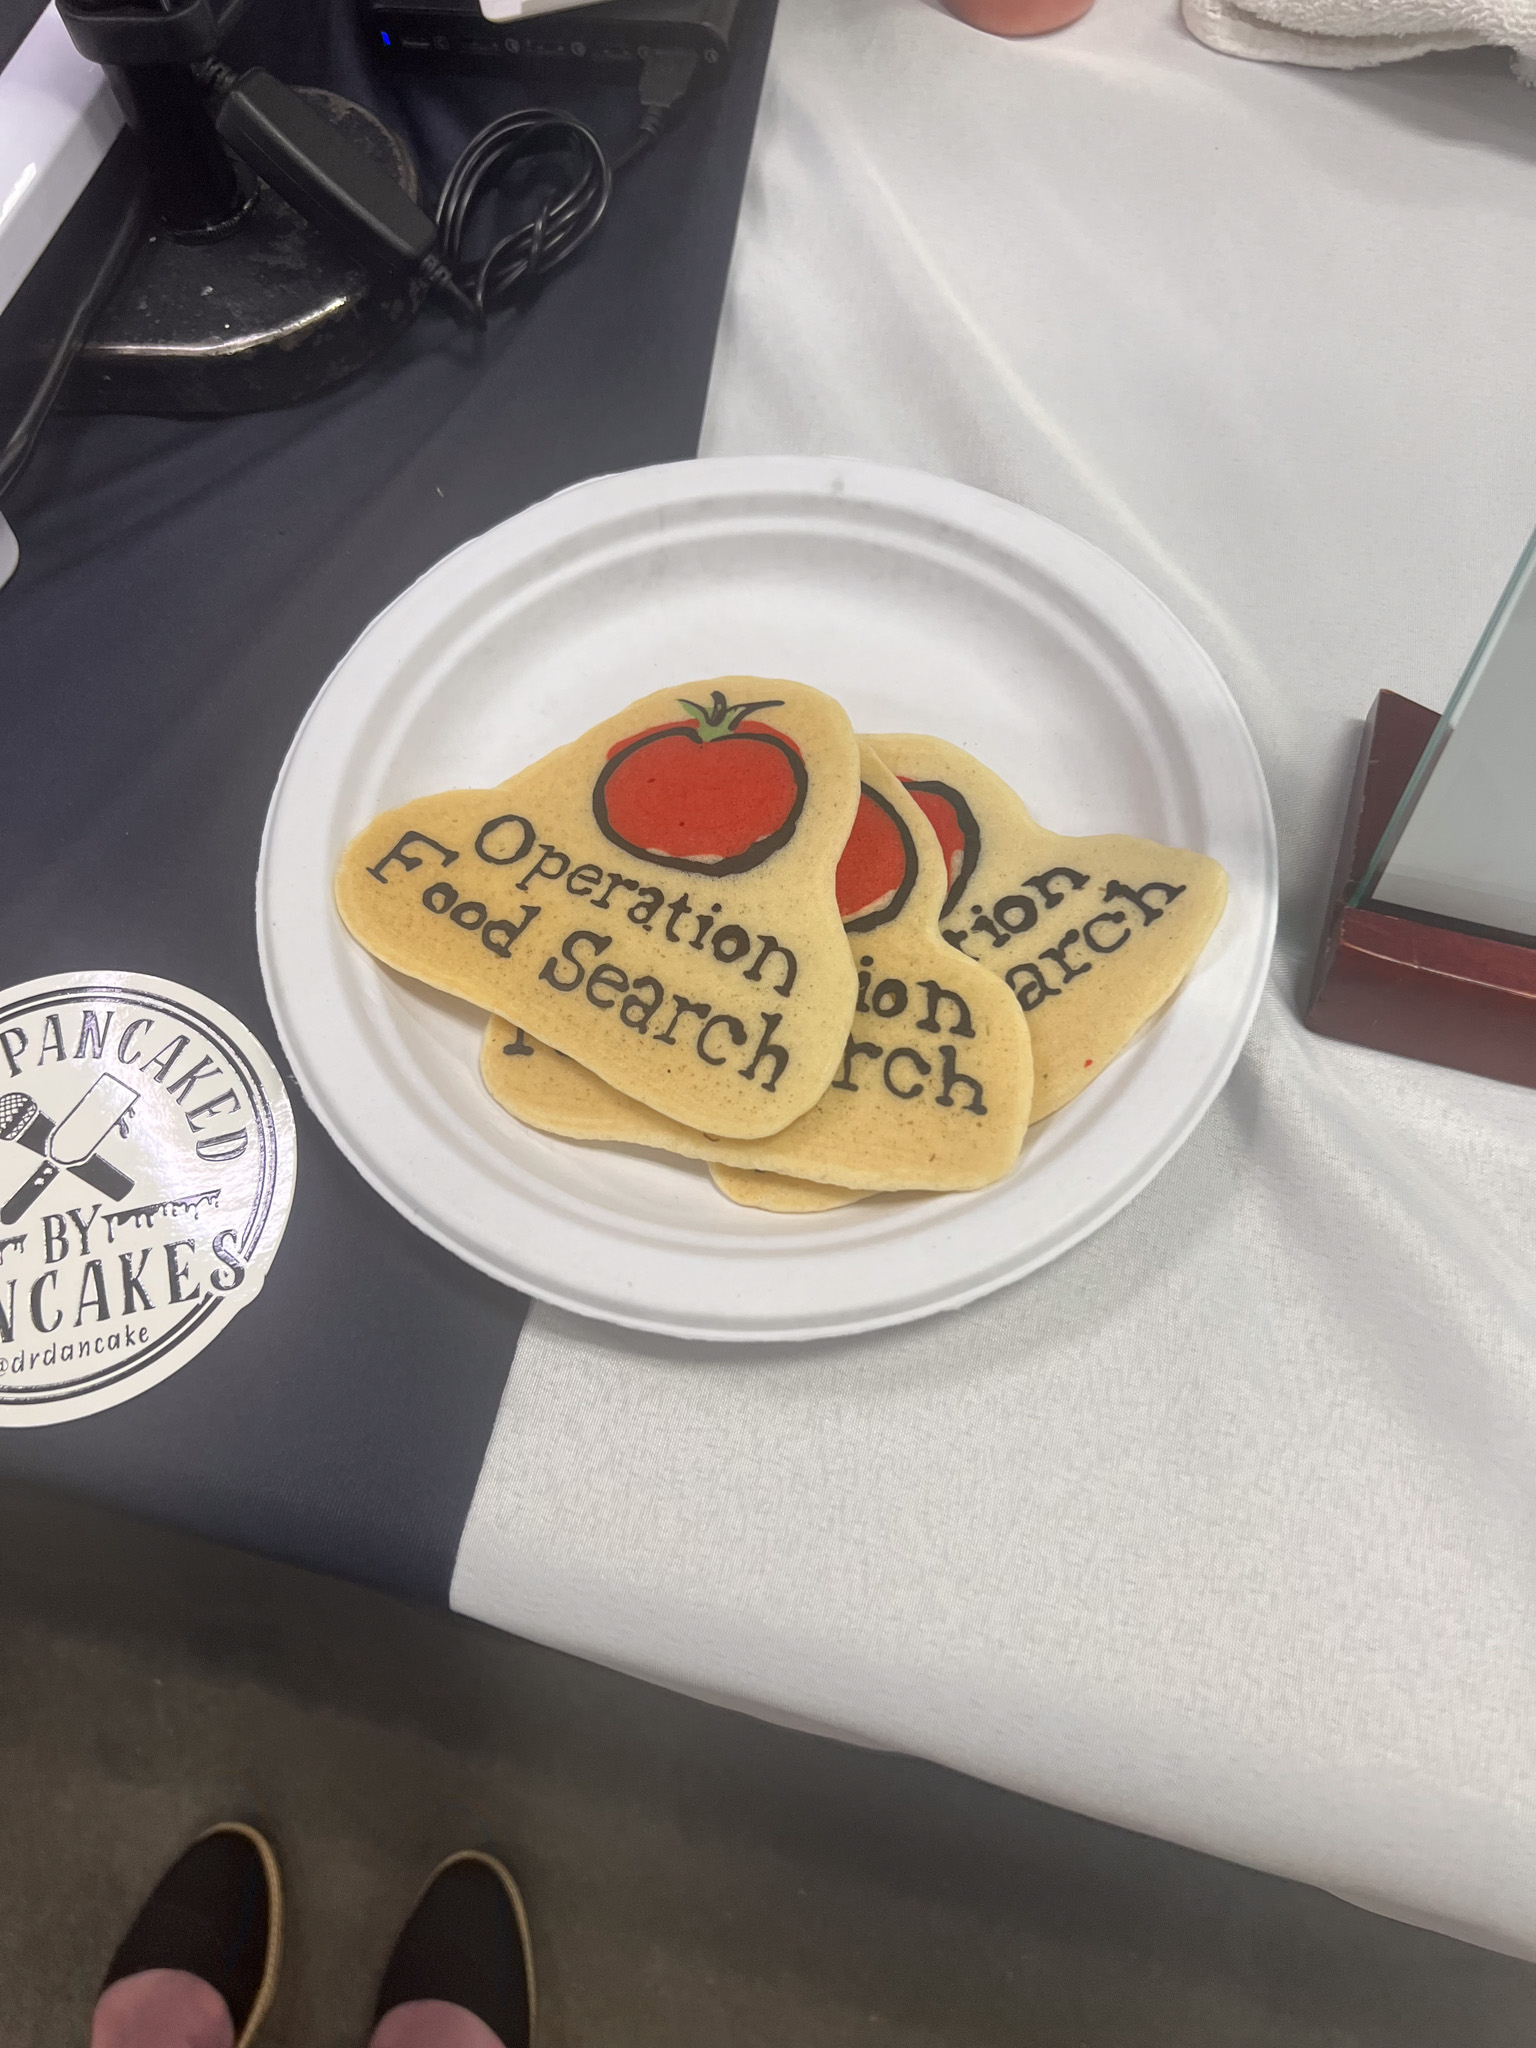 Operation
Food Search
ion
rch
tion
arch
PANCAKED
BY
NCAKES
@drdancake